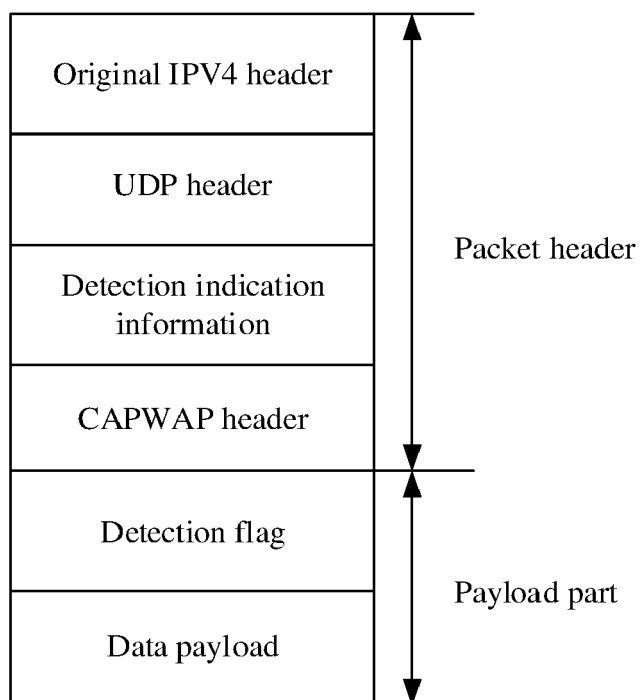 Original IPV4 header
UDP header
Detection indication
information
Packet header
CAPWAP header
Detection flag
Payload part
Data payload